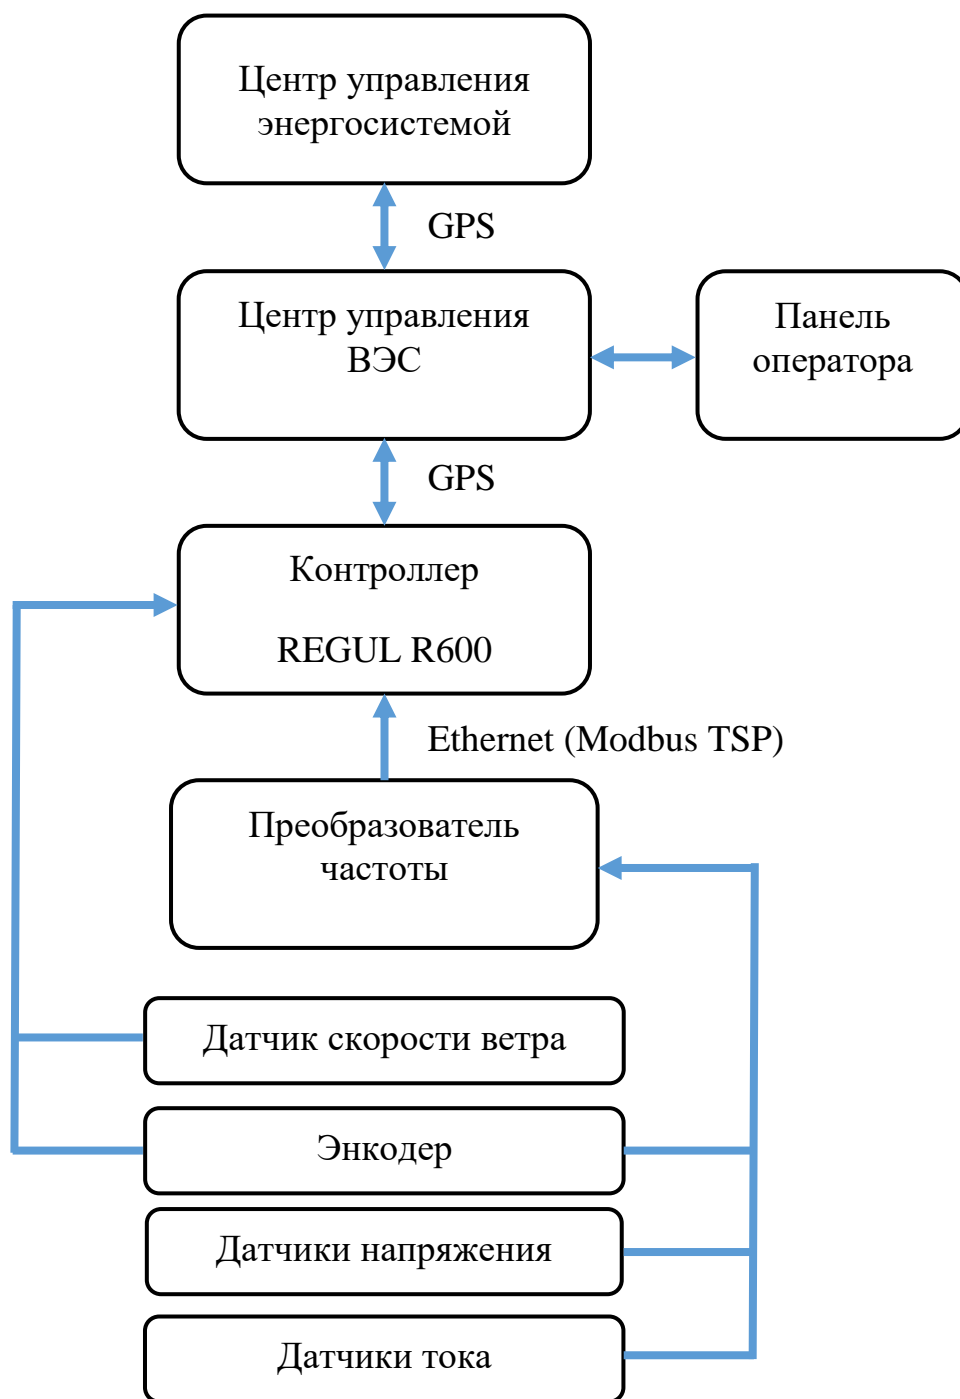 Центр управления
энергосистемой
GPS
Центр управления
ВЭС
Панель
оператора
GPS
Контроллер
REGUL R600
Ethernet (Modbus TSP)
Преобразователь
частоты
Датчик скорости ветра
Энкодер
Датчики напряжения
Датчики тока